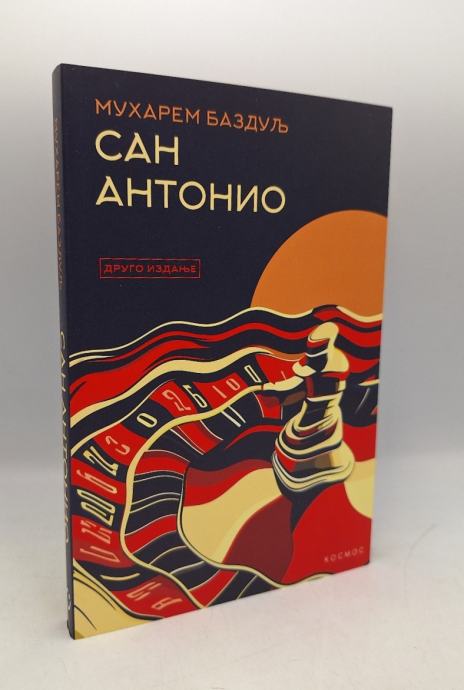 МУХАРЕМ БАЗДУЉ
САН
АНТОНИО
ДРУГО ИЗДАЊЕ
КОСМОС
МУХАРЕМ БАЗДУЉ
САН АНТОНИО